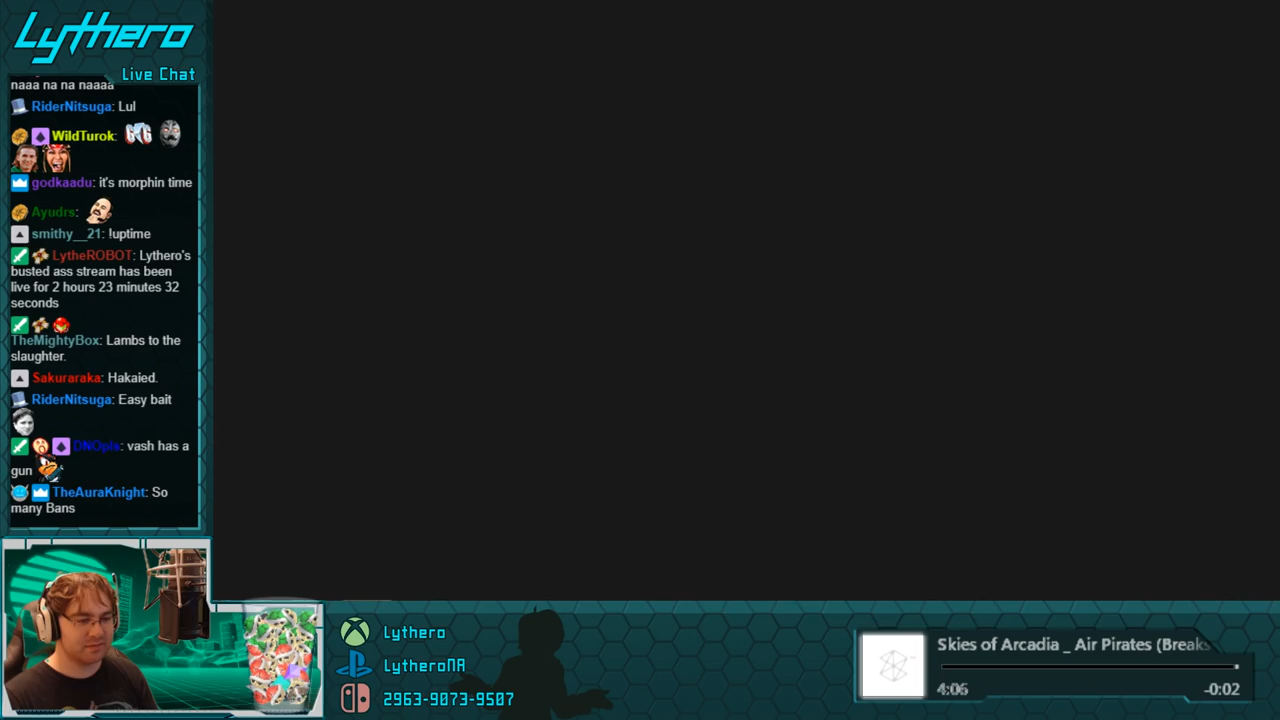 Lythero
Live Chat
naaa na na naaaa
RiderNitsuga: Lul
WildTurok:
godkaadu: it's morphin time
Ayudrs:
smithy__21: !uptime
LytheROBOT: Lythero's
busted ass stream has been
live for 2 hours 23 minutes 32
seconds
TheMightyBox: Lambs to the
slaughter.
Sakuraraka: Hakaied.
RiderNitsuga: Easy bait
DNOpls: vash has a
gun
TheAuraKnight: So
many Bans
Lythero
LytheroNA
2963-9073-9507
Skies of Arcadia _ Air Pirates (Breaks
4:06
-0:02